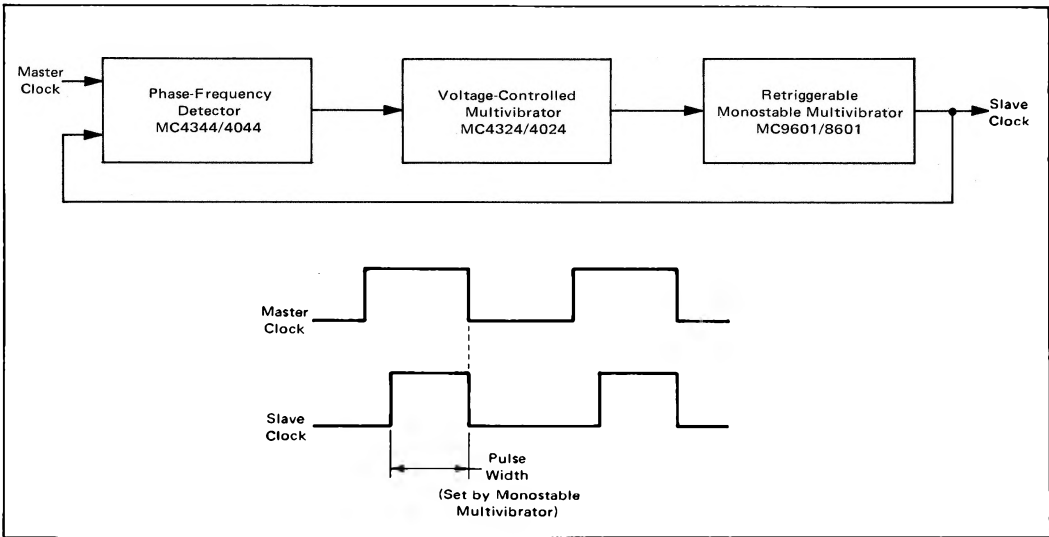 Master
Clock
Phase-Frequency
Detector
MC4344/4044
Voltage-Controlled
Multivibrator
MC4324/4024
Retriggerable
Monostable Multivibrator
MC9601/8601
Slave
Clock
Master
Clock
Slave
Clock
Pulse
Width
(Set by Monostable
Multivibrator)